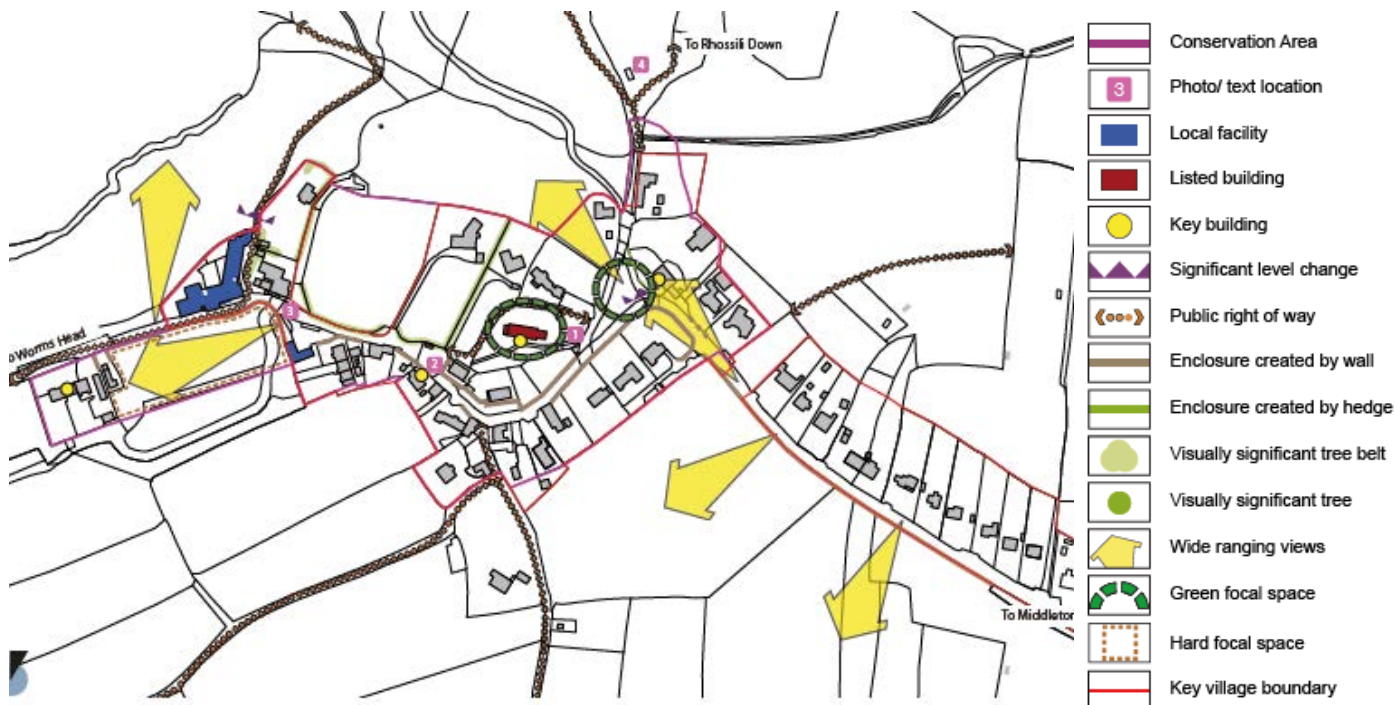 To Rhossili Down
4
3
1
2
o Worms Head
To Middleton
Conservation Area
3
Photo/ text location
Local facility
Listed building
Key building
Significant level change
Public right of way
Enclosure created by wall
Enclosure created by hedge
Visually significant tree belt
Visually significant tree
Wide ranging views
Green focal space
Hard focal space
Key village boundary